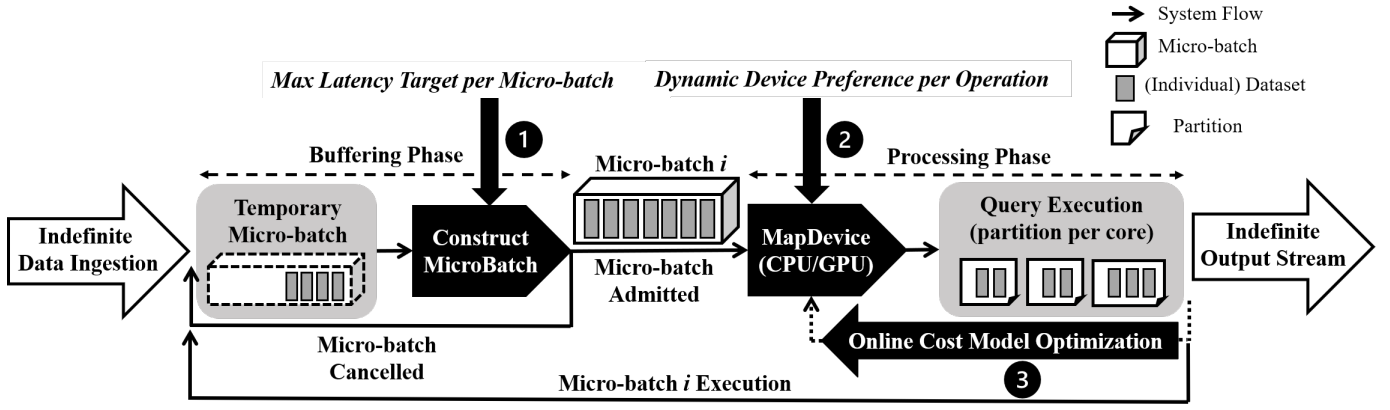 System Flow
Micro-batch
(Individual) Dataset
Partition
Max Latency Target per Micro-batch
Dynamic Device Preference per Operation
1
2
Buffering Phase
Micro-batch i
Processing Phase
Indefinite
Data Ingestion
Temporary
Micro-batch
Construct
MicroBatch
Micro-batch
Admitted
MapDevice
(CPU/GPU)
Query Execution
(partition per core)
Indefinite
Output Stream
Micro-batch
Cancelled
Online Cost Model Optimization
3
Micro-batch i Execution